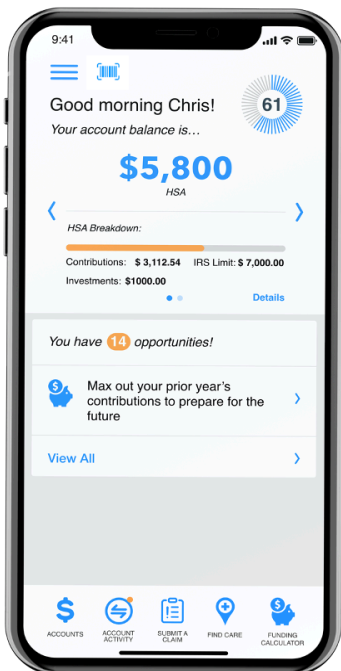 9:41
Good morning Chris!
61
Your account balance is...
$5,800
HSA
HSA Breakdown:
Contributions: $ 3,112.54 IRS Limit: $ 7,000.00
Investments: $1000.00
Details
You have 14 opportunities!
$
Max out your prior year's
contributions to prepare for the
future
View All
$
ACCOUNTS
ACCOUNT
ACTIVITY
SUBMIT A
CLAIM
FIND CARE
$
FUNDING
CALCULATOR